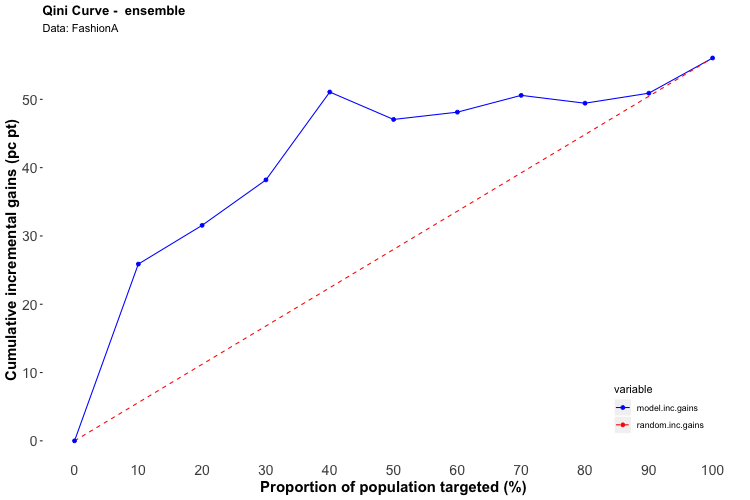 Qini Curve -  ensemble
Data: FashionA
Cumulative incremental gains (pc pt)
50
40
30
20
10
0
variable
model.inc.gains
random.inc.gains
0 10 20 30 40 50 60 70 80 90 100
Proportion of population targeted (%)